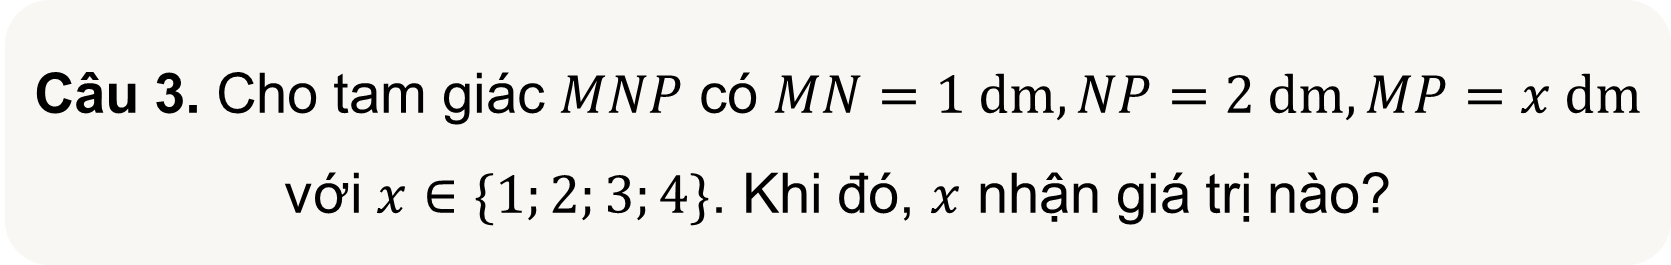 Câu 3. Cho tam giác MNP có MN = 1 dm, NP = 2 dm, MP = x dm
với x ∈ {1; 2; 3; 4}. Khi đó, x nhận giá trị nào?